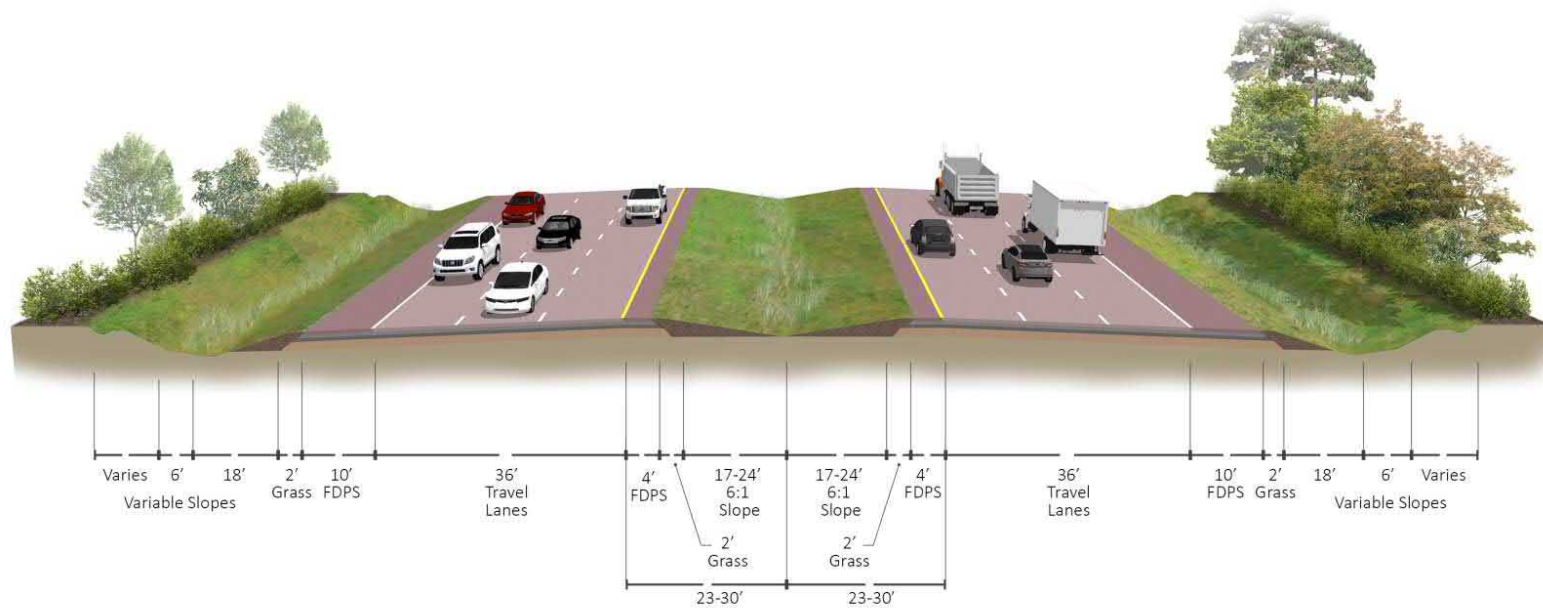 Varies 6’ 18’ 2’ 10’ 36’ 4’ 17-24’ 17-24’ 4’ 36’ 10’ 2’ 18’ 6’ Varies
Variable Slopes Grass FDPS Travel FDPS 6:1 6:1 FDPS Travel FDPS Grass Variable Slopes
Lanes Slope Slope Lanes
2’ 2’
Grass Grass
23-30’ 23-30’